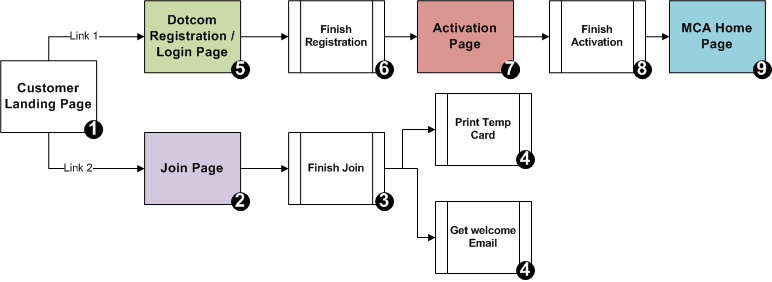 Customer
Landing Page
1
Link 1
Dotcom
Registration /
Login Page
5
Finish
Registration
6
Activation
Page
7
Finish
Activation
8
MCA Home
Page
9
Link 2
Join Page
2
Finish Join
3
Print Temp
Card
4
Get welcome
Email
4